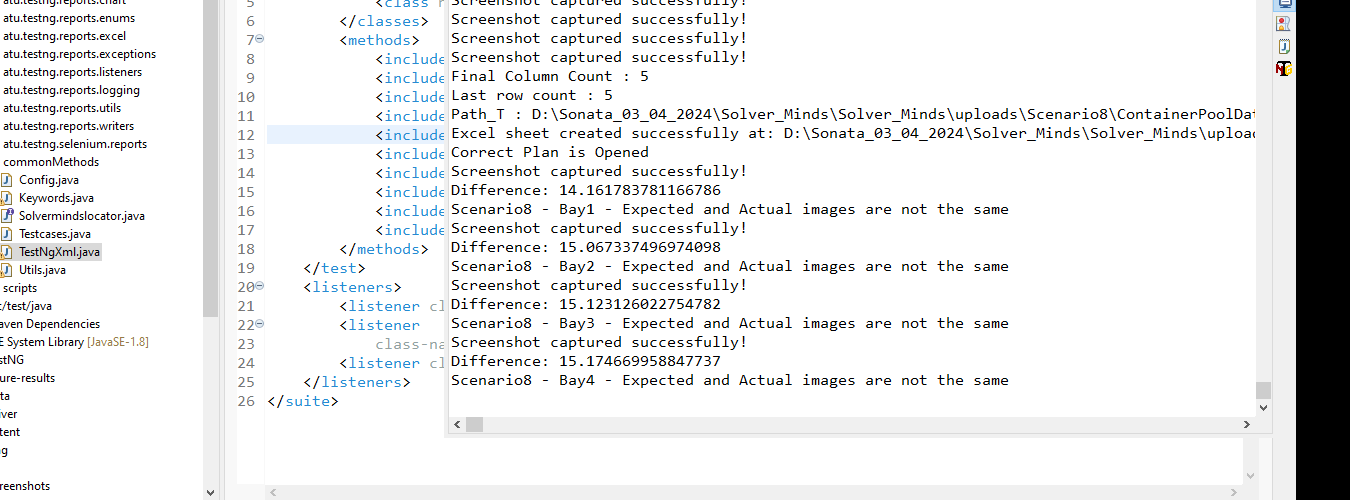 atu.testng.reports.chart
atu.testng.reports.enums
atu.testng.reports.excel
atu.testng.reports.exceptions
atu.testng.reports.listeners
atu.testng.reports.logging
atu.testng.reports.utils
atu.testng.reports.writers
atu.testng.selenium.reports
commonMethods
Config.java
Keywords.java
Solvermindslocator.java
Testcases.java
TestNgXml.java
Utils.java
scripts
:/test/java
aven Dependencies
E System Library [JavaSE-1.8]
stNG
ure-results
ta
iver
tent
ng
reenshots
5 <class n
6 </classes>
7 <methods>
8 <include
9 <include
10 <include
11 <include
12 <include
13 <include
14 <include
15 <include
16 <include
17 <include
18 </methods>
19 </test>
20 <listeners>
21 <listener cl
22 <listener
23 class-na
24 <listener cl
25 </listeners>
26 </suite>
Screenshot captured successfully!
Screenshot captured successfully!
Screenshot captured successfully!
Screenshot captured successfully!
Final Column Count : 5
Last row count : 5
Path_T : D:\Sonata_03_04_2024\Solver_Minds\Solver_Minds\uploads\Scenario8\ContainerPoolDat
Excel sheet created successfully at: D:\Sonata_03_04_2024\Solver_Minds\Solver_Minds\uploa
Correct Plan is Opened
Screenshot captured successfully!
Difference: 14.161783781166786
Scenario8 - Bay1 - Expected and Actual images are not the same
Screenshot captured successfully!
Difference: 15.067337496974098
Scenario8 - Bay2 - Expected and Actual images are not the same
Screenshot captured successfully!
Difference: 15.123126022754782
Scenario8 - Bay3 - Expected and Actual images are not the same
Screenshot captured successfully!
Difference: 15.174669958847737
Scenario8 - Bay4 - Expected and Actual images are not the same